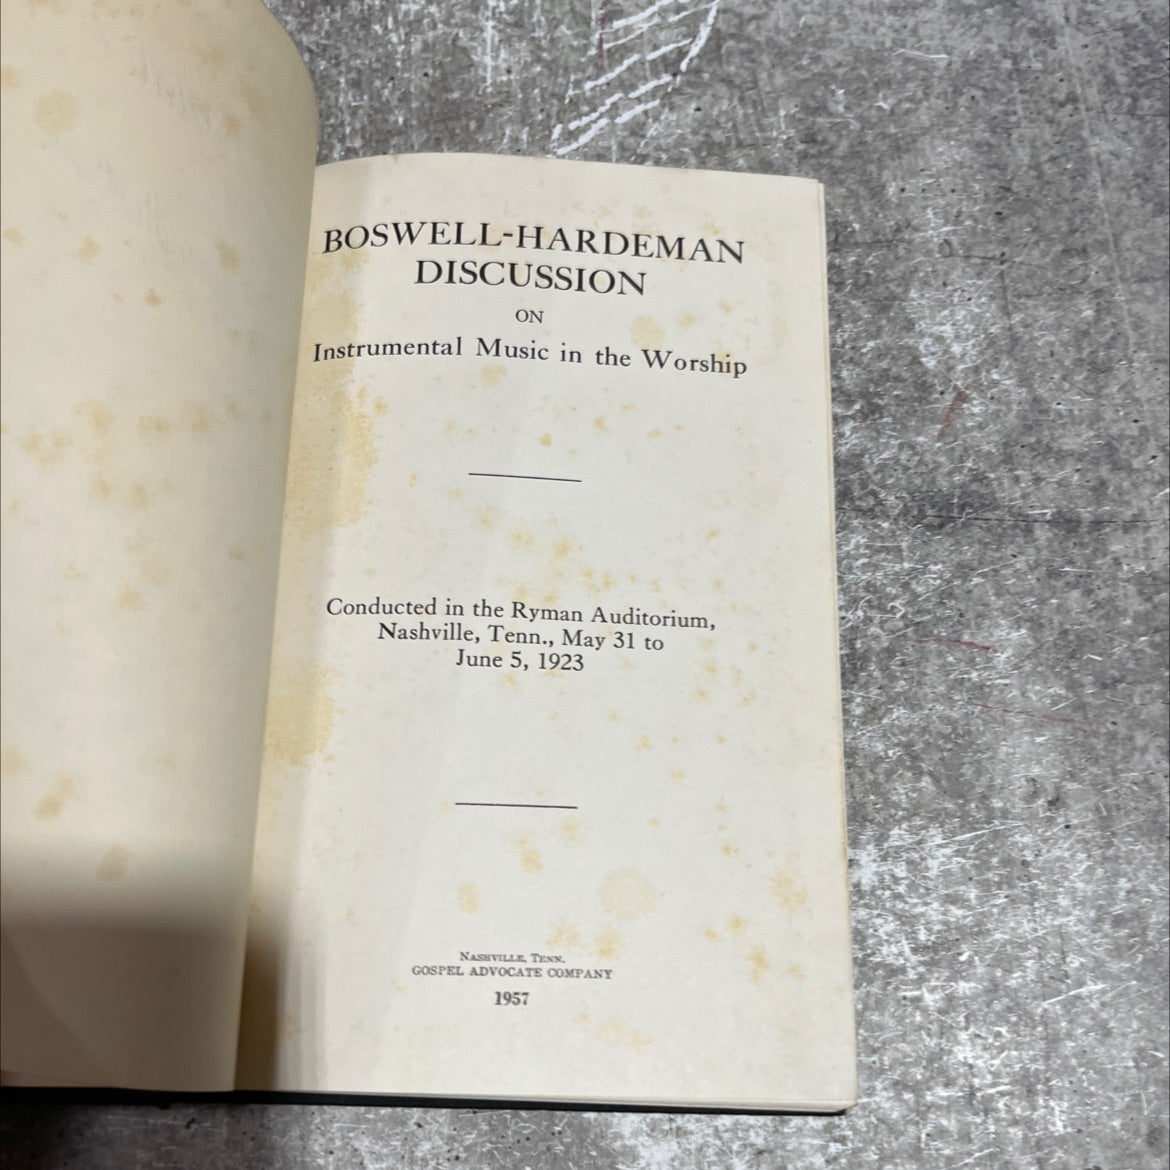 BOSWELL-HARDEMAN
DISCUSSION
ON
Instrumental Music in the Worship
Conducted in the Ryman Auditorium,
Nashville, Tenn., May 31 to
June 5, 1923
NASHVILLE, TENN.
GOSPEL ADVOCATE COMPANY
1957